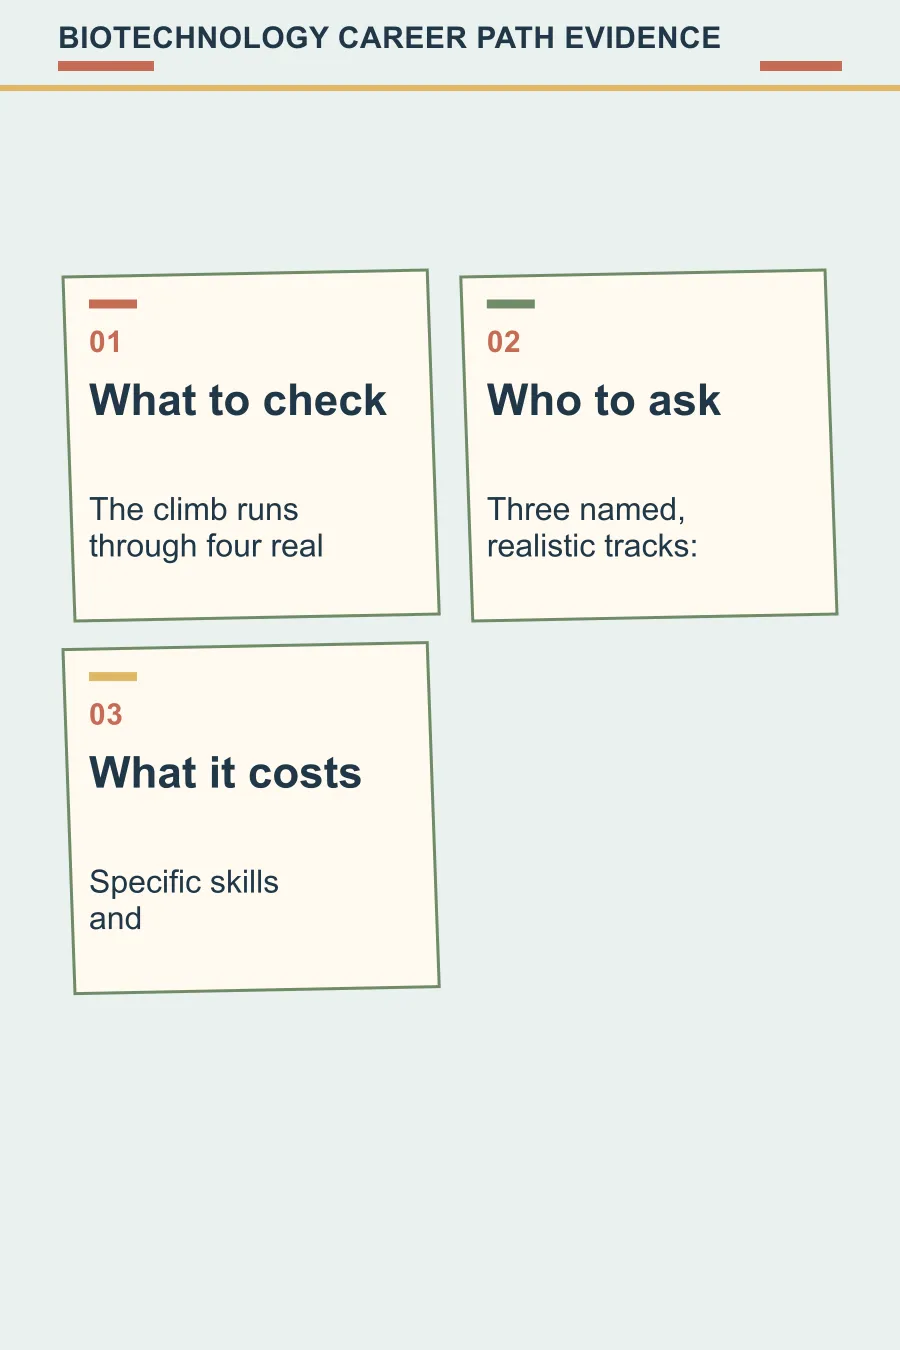 BIOTECHNOLOGY CAREER PATH EVIDENCE
01
What to check
The climb runs
through four real
02
Who to ask
Three named,
realistic tracks:
03
What it costs
Specific skills
and